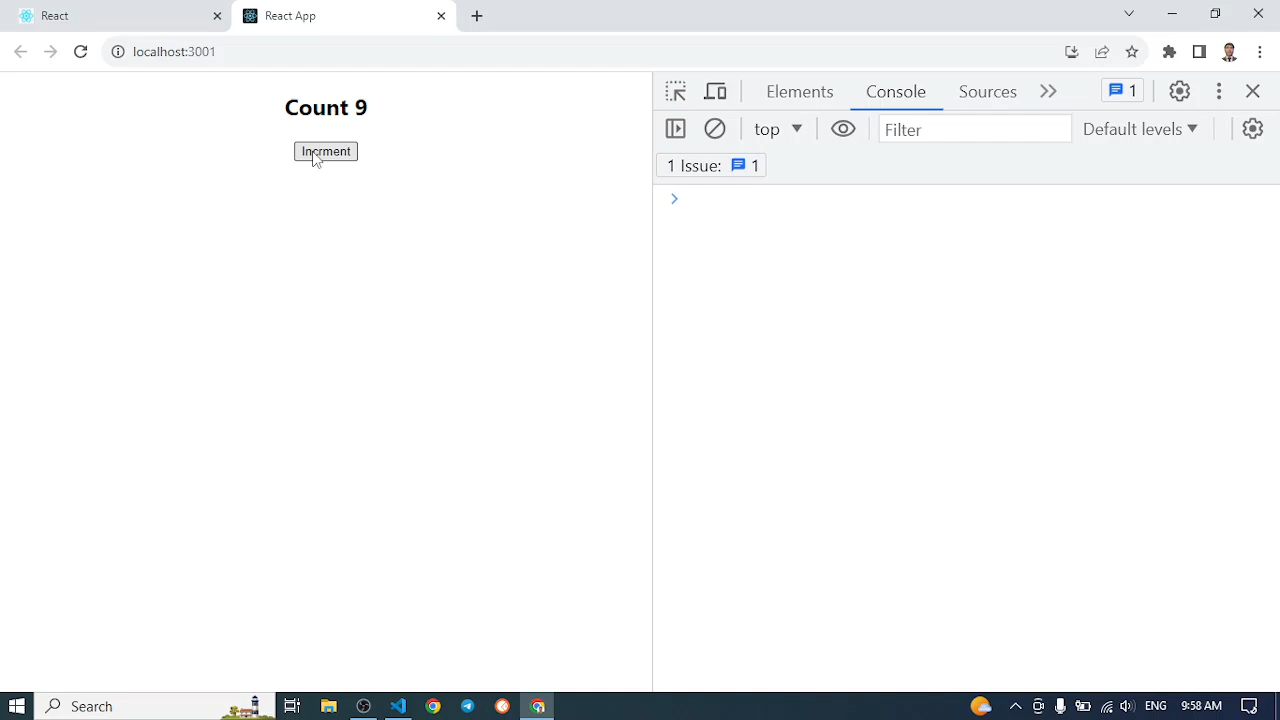 React
React App
localhost:3001
Count 9
Incrment
Elements
Console
Sources
1
top
Filter
Default levels
1 Issue: 1
Search
ENG
9:58 AM